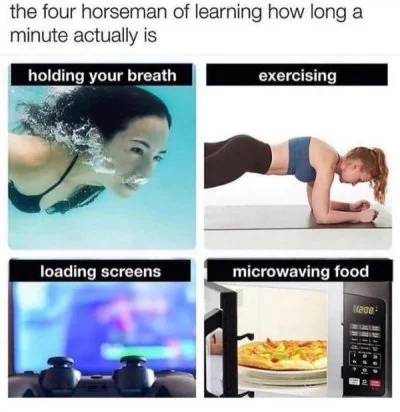 the four horseman of learning how long a
minute actually is
holding your breath
exercising
loading screens
microwaving food